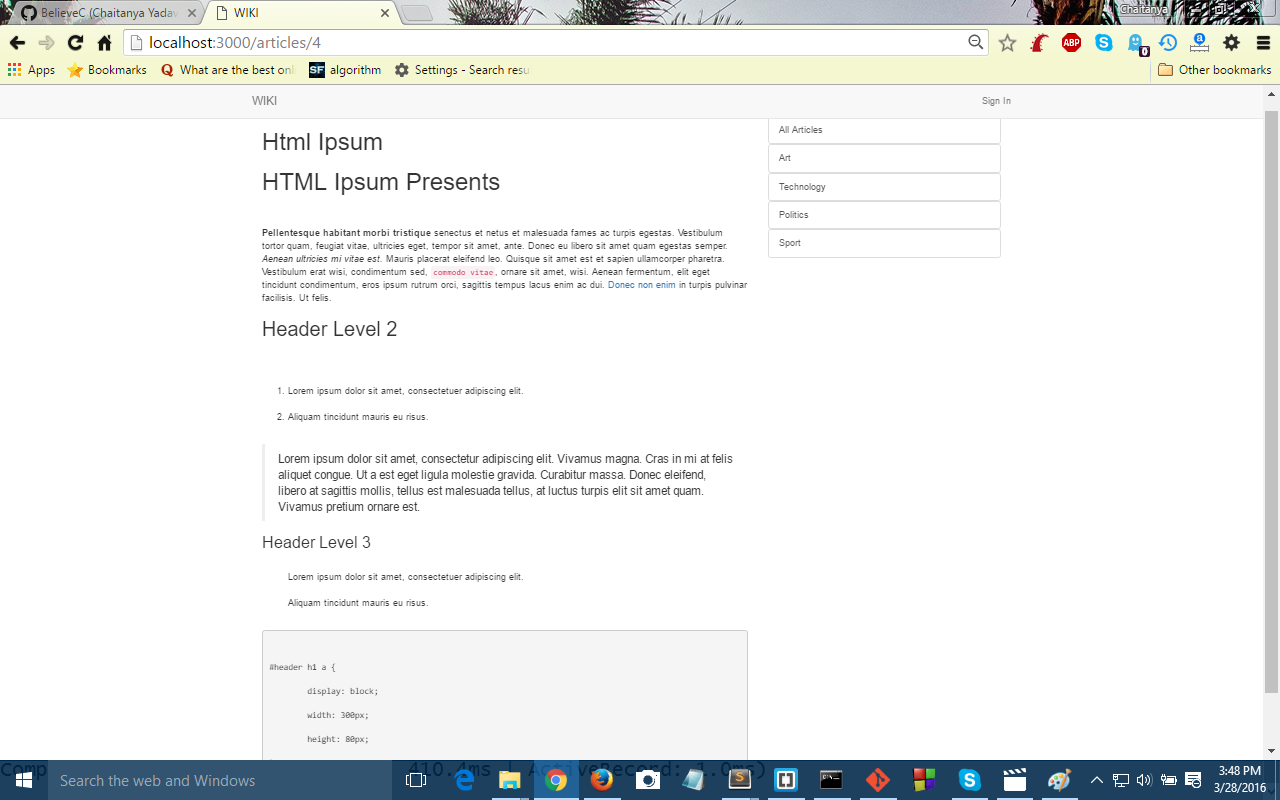 BelieveC (Chaitanya Yadav
WIKI
Chaitanya
localhost:3000/articles/4
ABP
a
0
Apps
Bookmarks
Q What are the best onl
SF algorithm
Settings - Search resu
Other bookmarks
WIKI
Sign In
Html Ipsum
HTML Ipsum Presents
Pellentesque habitant morbi tristique senectus et netus et malesuada fames ac turpis egestas. Vestibulum
tortor quam, feugiat vitae, ultricies eget, tempor sit amet, ante. Donec eu libero sit amet quam egestas semper.
Aenean ultricies mi vitae est. Mauris placerat eleifend leo. Quisque sit amet est et sapien ullamcorper pharetra.
Vestibulum erat wisi, condimentum sed, commodo vitae, ornare sit amet, wisi. Aenean fermentum, elit eget
tincidunt condimentum, eros ipsum rutrum orci, sagittis tempus lacus enim ac dui. Donec non enim in turpis pulvinar
facilisis. Ut felis.
Header Level 2
1. Lorem ipsum dolor sit amet, consectetuer adipiscing elit.
2. Aliquam tincidunt mauris eu risus.
Lorem ipsum dolor sit amet, consectetur adipiscing elit. Vivamus magna. Cras in mi at felis
aliquet congue. Ut a est eget ligula molestie gravida. Curabitur massa. Donec eleifend,
libero at sagittis mollis, tellus est malesuada tellus, at luctus turpis elit sit amet quam.
Vivamus pretium ornare est.
Header Level 3
Lorem ipsum dolor sit amet, consectetuer adipiscing elit.
Aliquam tincidunt mauris eu risus.
#header h1 a {
display: block;
width: 300px;
height: 80px;
All Articles
Art
Technology
Politics
Sport
Comp
410.4ms | ActiveRecord: 1.0ms)
Search the web and Windows
3:48 PM
3/28/2016